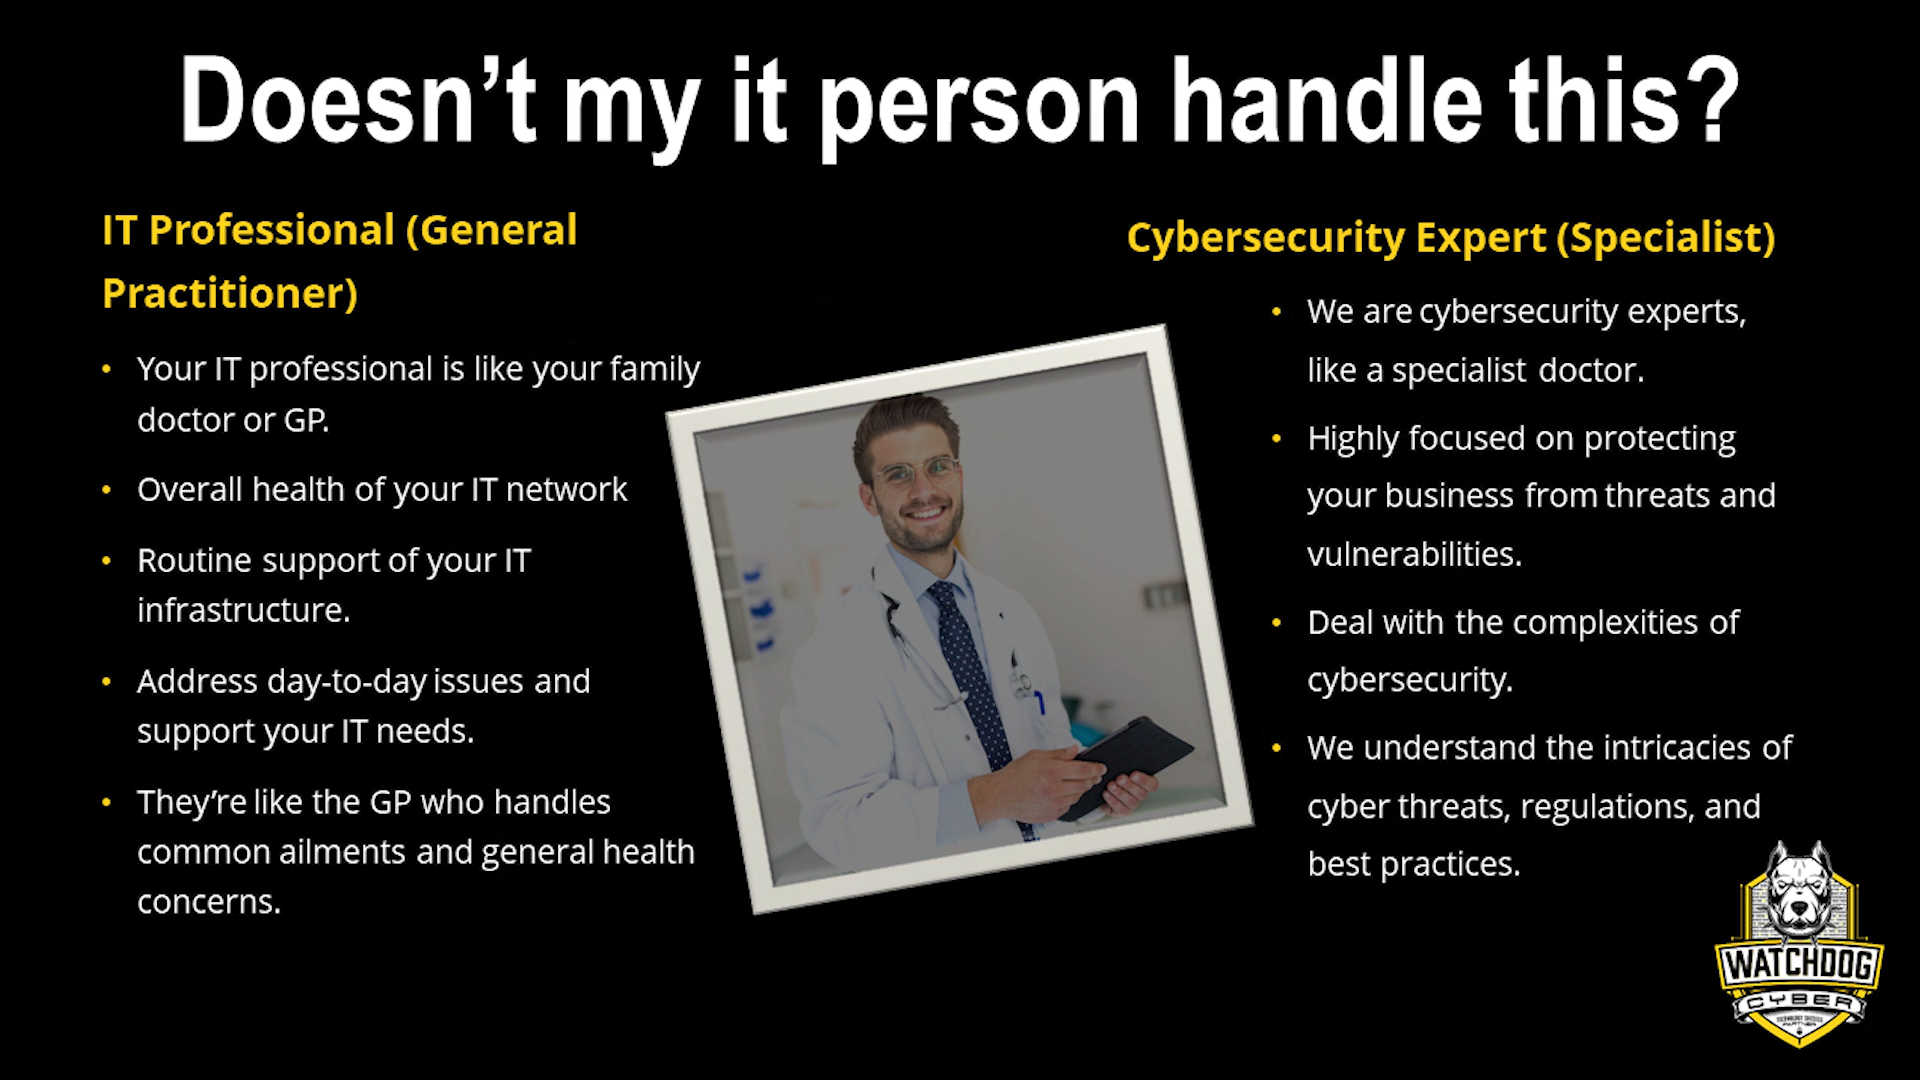 Doesn’t my it person handle this?
IT Professional (General
Practitioner)
• Your IT professional is like your family
doctor or GP.
• Overall health of your IT network
• Routine support of your IT
infrastructure.
• Address day-to-day issues and
support your IT needs.
• They’re like the GP who handles
common ailments and general health
concerns.
Cybersecurity Expert (Specialist)
• We are cybersecurity experts,
like a specialist doctor.
• Highly focused on protecting
your business from threats and
vulnerabilities.
• Deal with the complexities of
cybersecurity.
• We understand the intricacies of
cyber threats, regulations, and
best practices.
WATCHDOG
CYBER
PARTNER